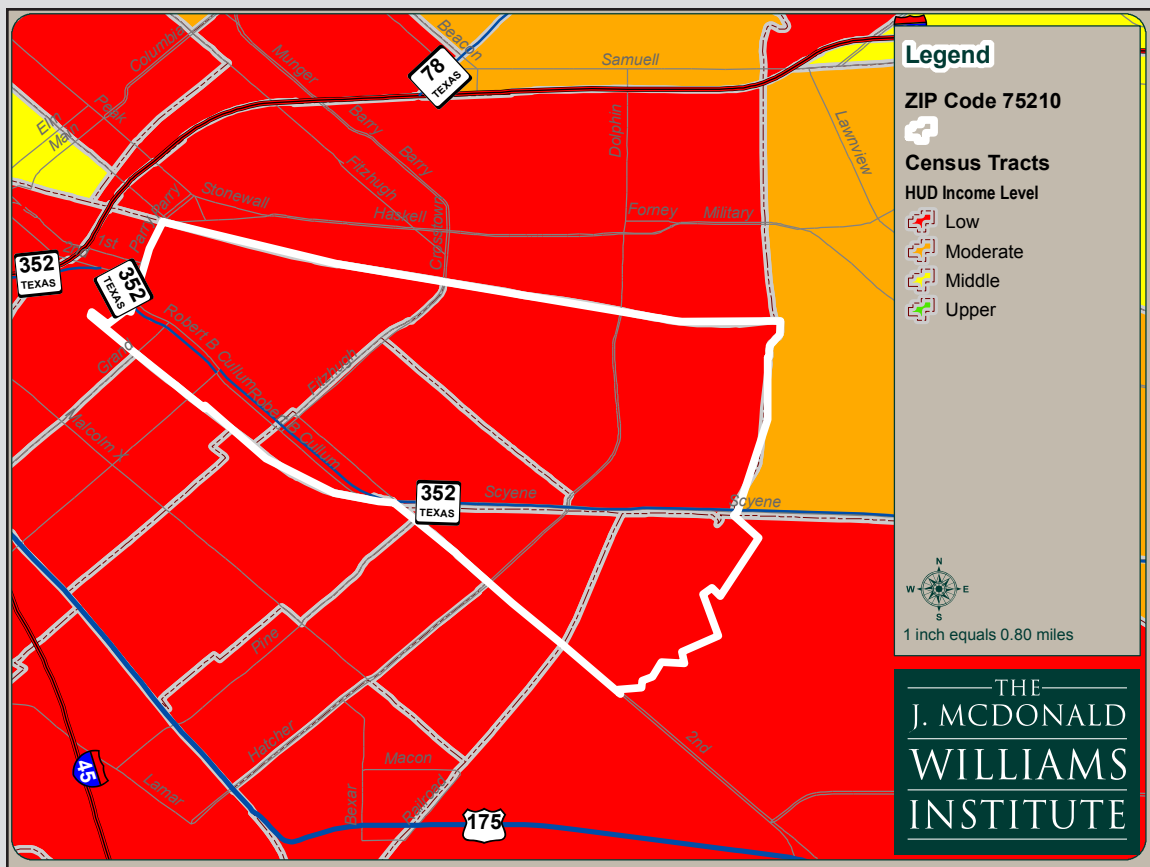 Legend
ZIP Code 75210
Census Tracts
HUD Income Level
Low
Moderate
Middle
Upper
N
W E
S
1 inch equals 0.80 miles
THE
J. MCDONALD
WILLIAMS
INSTITUTE
Columbia
Munger
Beacon
78
TEXAS
Samuell
Peak
Elm
Main
Barry
Barry
Dolphin
Lawnview
Fitzhugh
Parry
Stonewall
Haskell
Forney
Military
1st
Crosstown
352
TEXAS
352
TEXAS
Robert B Cullum
Grand
Fitzhugh
Robert B Cullum
Malcolm X
352
TEXAS
Scyene
Scyene
Pine
Hatcher
2nd
Macon
45
Lamar
Bexar
Railroad
175